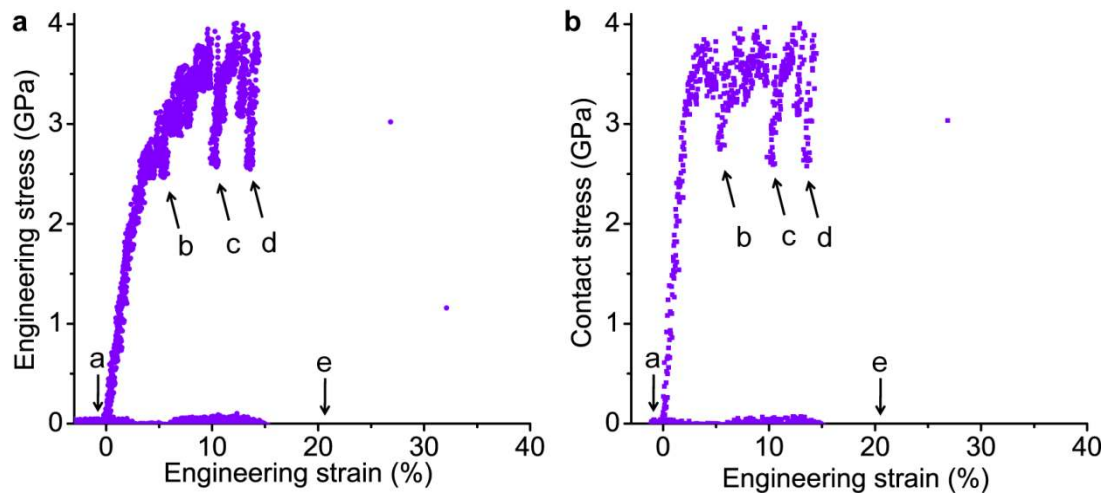 a
Engineering stress (GPa)
4
3
2
1
0
a
b
c
d
e
0
10
20
30
40
Engineering strain (%)
b
Contact stress (GPa)
4
3
2
1
0
a
b
c
d
e
0
10
20
30
40
Engineering strain (%)